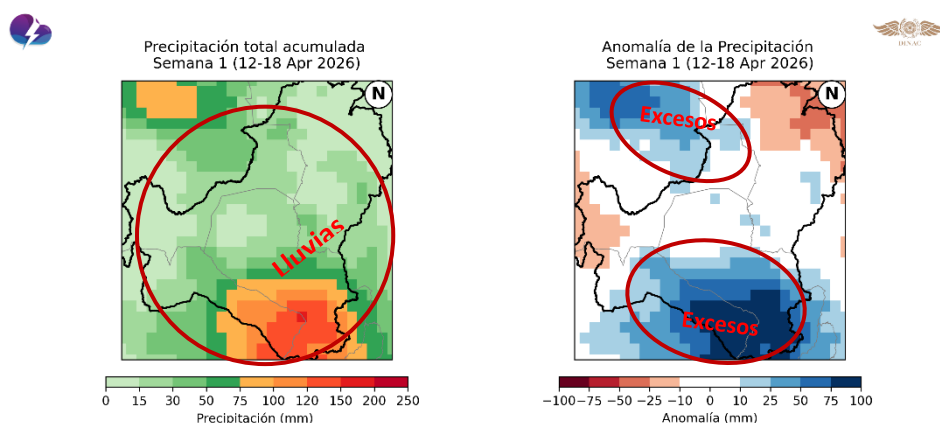 Precipitación total acumulada
Semana 1 (12-18 Apr 2026)
N
Lluvias
0 15 30 50 75 100 120 150 200 250
Precipitación (mm)
DINAC
Anomalía de la Precipitación
Semana 1 (12-18 Apr 2026)
N
Excesos
Excesos
−100 −75 −50 −25 −10 0 10 25 50 75 100
Anomalía (mm)